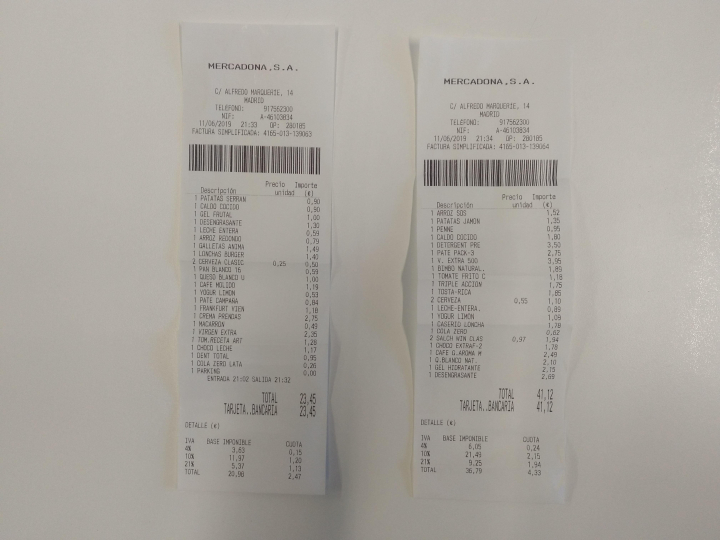 MERCADONA,S.A.
C/ ALFREDO MARQUERIE, 14
MADRID
TELEFONO: 917562300
NIF: A-46103834
11/06/2019 21:33 OP: 280185
FACTURA SIMPLIFICADA: 4165-013-139063
Precio Importe
Descripción unidad (€)
1 PATATAS SERRAN 0,90
1 CALDO COCIDO 0,90
1 GEL FRUTAL 1,00
1 DESENGRASANTE 1,30
1 LECHE ENTERA 0,59
1 ARROZ REDONDO 0,79
1 GALLETAS ANIMA 1,49
1 LONCHAS BURGER 1,40
2 CERVEZA CLASIC 0,25 0,50
1 PAN BLANCO 16 0,59
1 QUESO BLANCO U 1,00
1 CAFE MOLIDO 1,19
1 YOGUR LIMON 0,53
1 PATE CAMPAÑA 0,84
1 FRANKFURT VIEN 1,18
1 CREMA PRENDAS 2,75
1 MACARRON 0,43
1 VIRGEN EXTRA 2,35
1 TOM.RECETA ART 1,28
1 CHOCO LECHE 1,17
1 DENT TOTAL 0,95
1 COLA ZERO LATA 0,28
1 PARKING 0,00
ENTRADA 21:02 SALIDA 21:32
TOTAL 23,45
TARJETA..BANCARIA 23,45
DETALLE (€)
IVA BASE IMPONIBLE CUOTA
4% 3,63 0,15
10% 11,97 1,20
21% 5,37 1,13
TOTAL 20,98 2,47
MERCADONA,S.A.
C/ ALFREDO MARQUERIE, 14
MADRID
TELEFONO: 917562300
NIF: A-46103834
11/06/2019 21:34 OP: 280185
FACTURA SIMPLIFICADA: 4165-013-139064
Precio Importe
Descripción unidad (€)
1 ARROZ SOS 1,52
1 PATATAS JAMON 1,35
1 PENNE 0,95
1 CALDO COCIDO 1,60
1 DETERGENT PRE 3,50
1 PATE PACK-3 2,75
1 V. EXTRA 500 3,95
1 BIMBO NATURAL. 1,89
1 TOMATE FRITO C 1,18
1 TRIPLE ACCIÓN 1,75
1 TOSTA-RICA 1,85
2 CERVEZA 0,55 1,10
1 LECHE-ENTERA. 0,89
1 YOGUR LIMON 1,09
1 CASERIO LONCHA 1,78
1 COLA ZERO 0,62
2 SALCH WIN CLAS 0,97 1,94
1 CHOCO EXTRAF-2 1,78
1 CAFE G.AROMA M 2,49
1 Q.BLANCO NAT. 2,10
1 GEL HIDRATANTE 2,15
1 DESENGRASANTE 2,69
TOTAL 41,12
TARJETA..BANCARIA 41,12
DETALLE (€)
IVA BASE IMPONIBLE CUOTA
4% 6,05 0,24
10% 21,49 2,15
21% 9,25 1,94
TOTAL 36,79 4,33